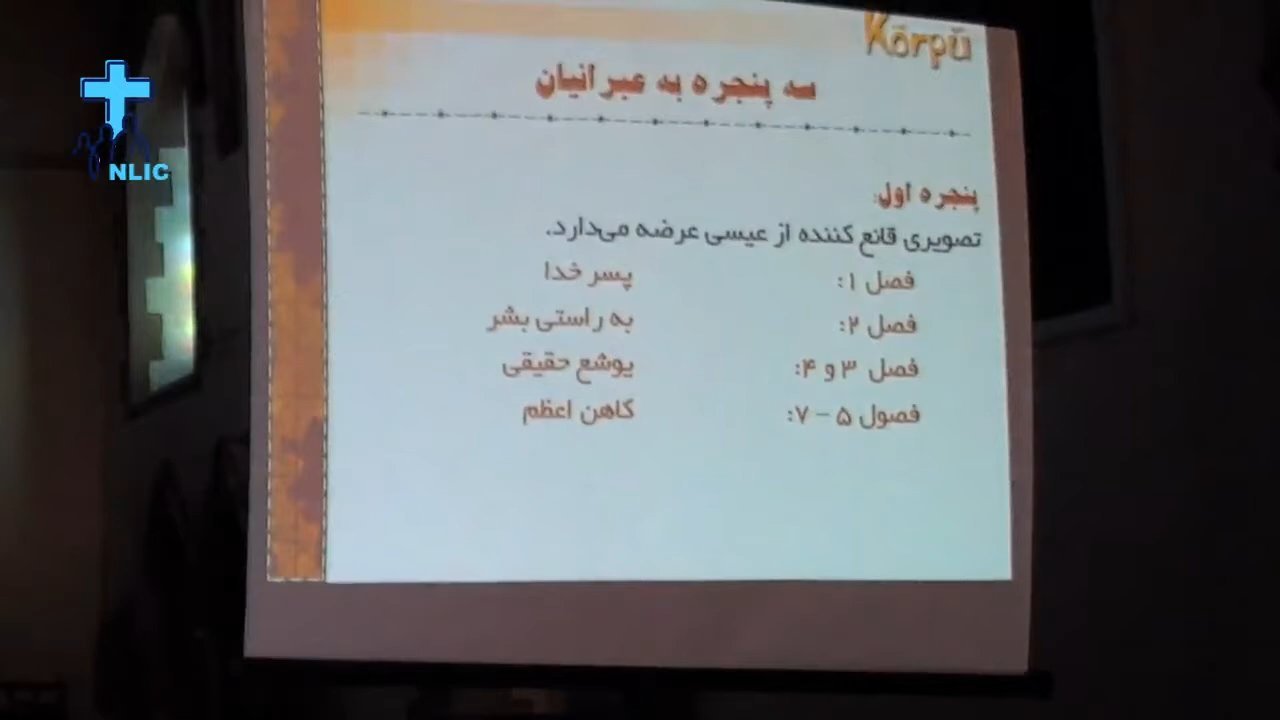 Körpü
سه پنجره به عبرانیان
پنجره اول:
تصویری قانع کننده از عیسی عرضه می‌دارد.
فصل ۱: پسر خدا
فصل ۲: به راستی بشر
فصل ۳ و ۴: یوشع حقیقی
فصول ۵ – ۷: کاهن اعظم
NLIC